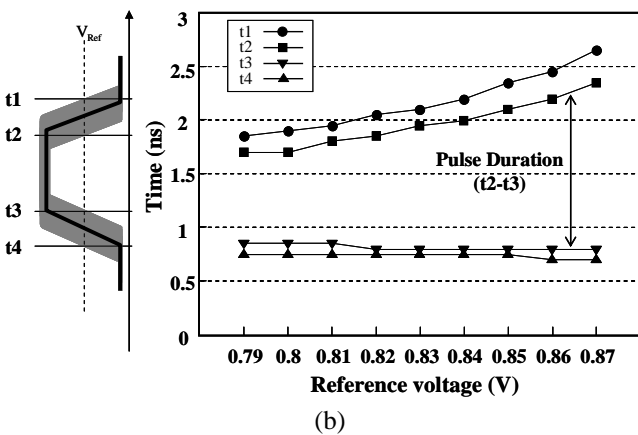 V_Ref
t1
t2
t3
t4
Time (ns)
3
2.5
2
1.5
1
0.5
0
t1
t2
t3
t4
Pulse Duration
(t2-t3)
0.79 0.8 0.81 0.82 0.83 0.84 0.85 0.86 0.87
Reference voltage (V)
(b)